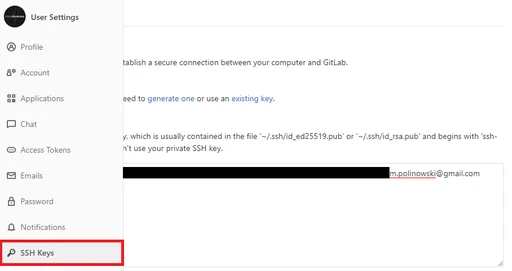 User Settings
Profile
Account
Applications
Chat
Access Tokens
Emails
Password
Notifications
SSH Keys
tablish a secure connection between your computer and GitLab.
eed to generate one or use an existing key.
y, which is usually contained in the file '~/.ssh/id_ed25519.pub' or '~/.ssh/id_rsa.pub' and begins with 'ssh-
n't use your private SSH key.
m.polinowski@gmail.com